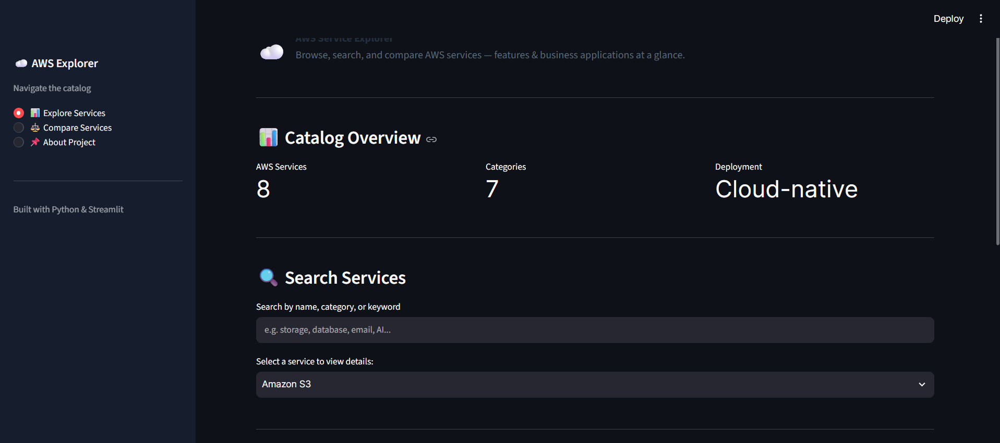 Deploy
AWS Explorer
Navigate the catalog
Explore Services
Compare Services
About Project
Built with Python & Streamlit
AWS Service Explorer
Browse, search, and compare AWS services — features & business applications at a glance.
Catalog Overview
AWS Services
8
Categories
7
Deployment
Cloud-native
Search Services
Search by name, category, or keyword
e.g. storage, database, email, AI...
Select a service to view details:
Amazon S3